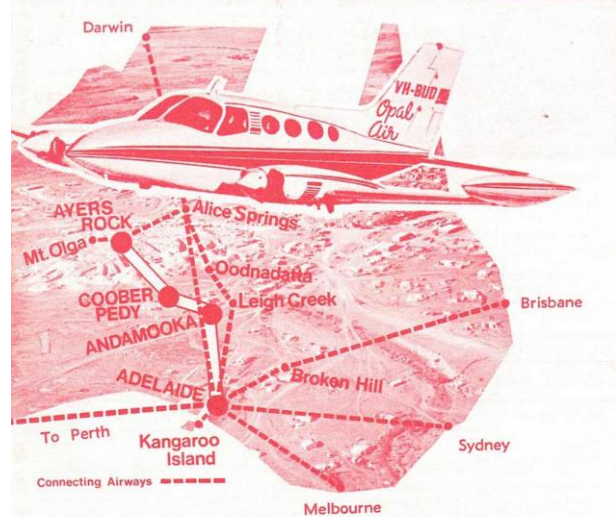 Darwin
VH-BUD
Opal
Air
AYERS
ROCK
Alice Springs
Mt. Olga
Oodnadatta
COOBER
PEDY
Leigh Creek
Brisbane
ANDAMOOKA
Broken Hill
ADELAIDE
To Perth
Kangaroo
Island
Sydney
Connecting Airways
Melbourne